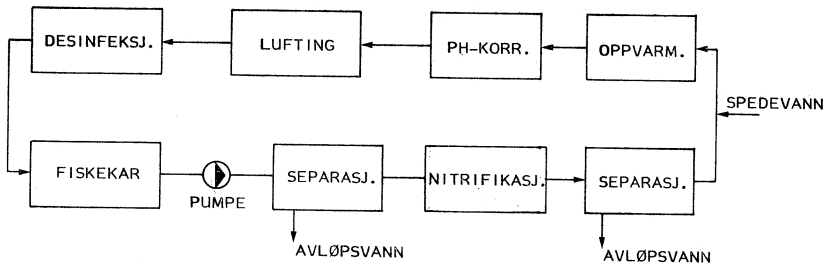 DESINFEKSJ.
LUFTING
PH-KORR.
OPPVARM.
SPEDEVANN
FISKEKAR
PUMPE
SEPARASJ.
NITRIFIKASJ.
SEPARASJ.
AVLØPSVANN
AVLØPSVANN